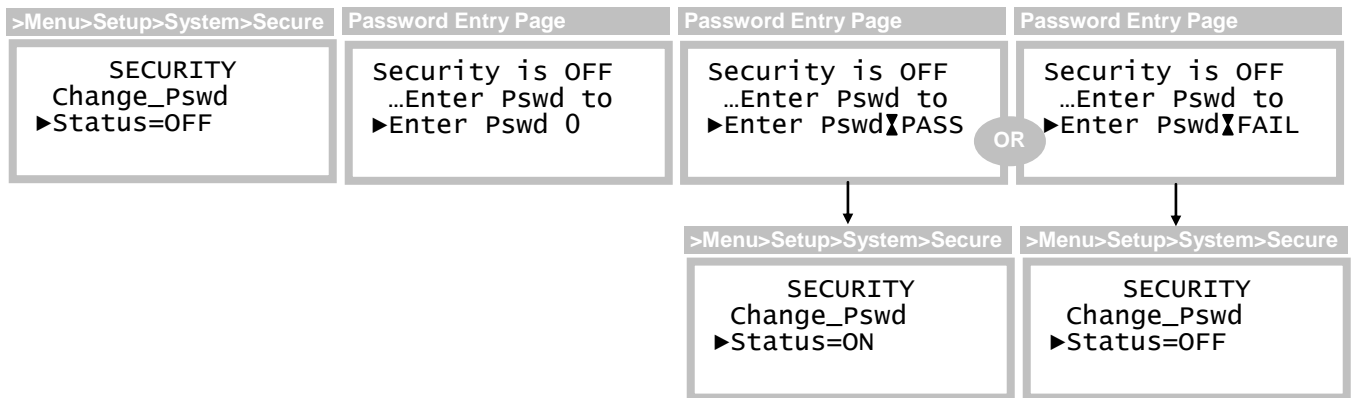 >Menu>Setup>System>Secure
SECURITY
Change_Pswd
►Status=OFF
Password Entry Page
Security is OFF
…Enter Pswd to
►Enter Pswd 0
Password Entry Page
Security is OFF
…Enter Pswd to
►Enter Pswd⧗PASS
OR
Password Entry Page
Security is OFF
…Enter Pswd to
►Enter Pswd⧗FAIL
>Menu>Setup>System>Secure
SECURITY
Change_Pswd
►Status=ON
>Menu>Setup>System>Secure
SECURITY
Change_Pswd
►Status=OFF